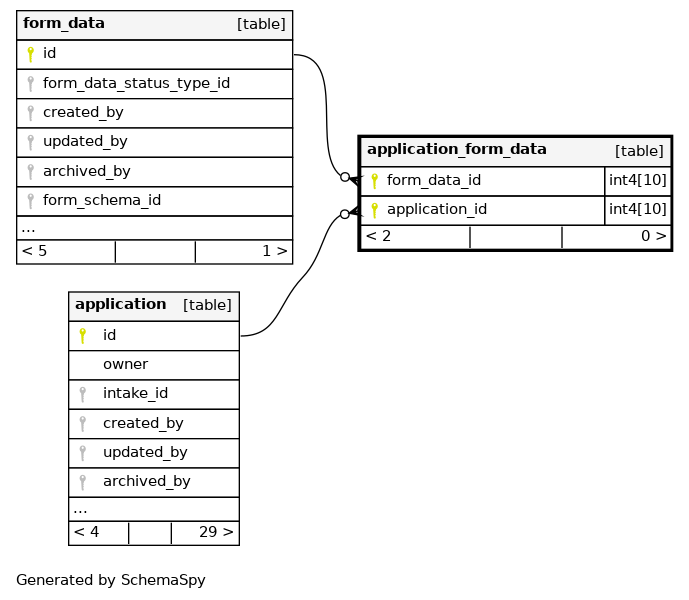 form_data [table]
id
form_data_status_type_id
created_by
updated_by
archived_by
form_schema_id
...
< 5 1 >
application_form_data [table]
form_data_id int4[10]
application_id int4[10]
< 2 0 >
application [table]
id
owner
intake_id
created_by
updated_by
archived_by
...
< 4 29 >
Generated by SchemaSpy